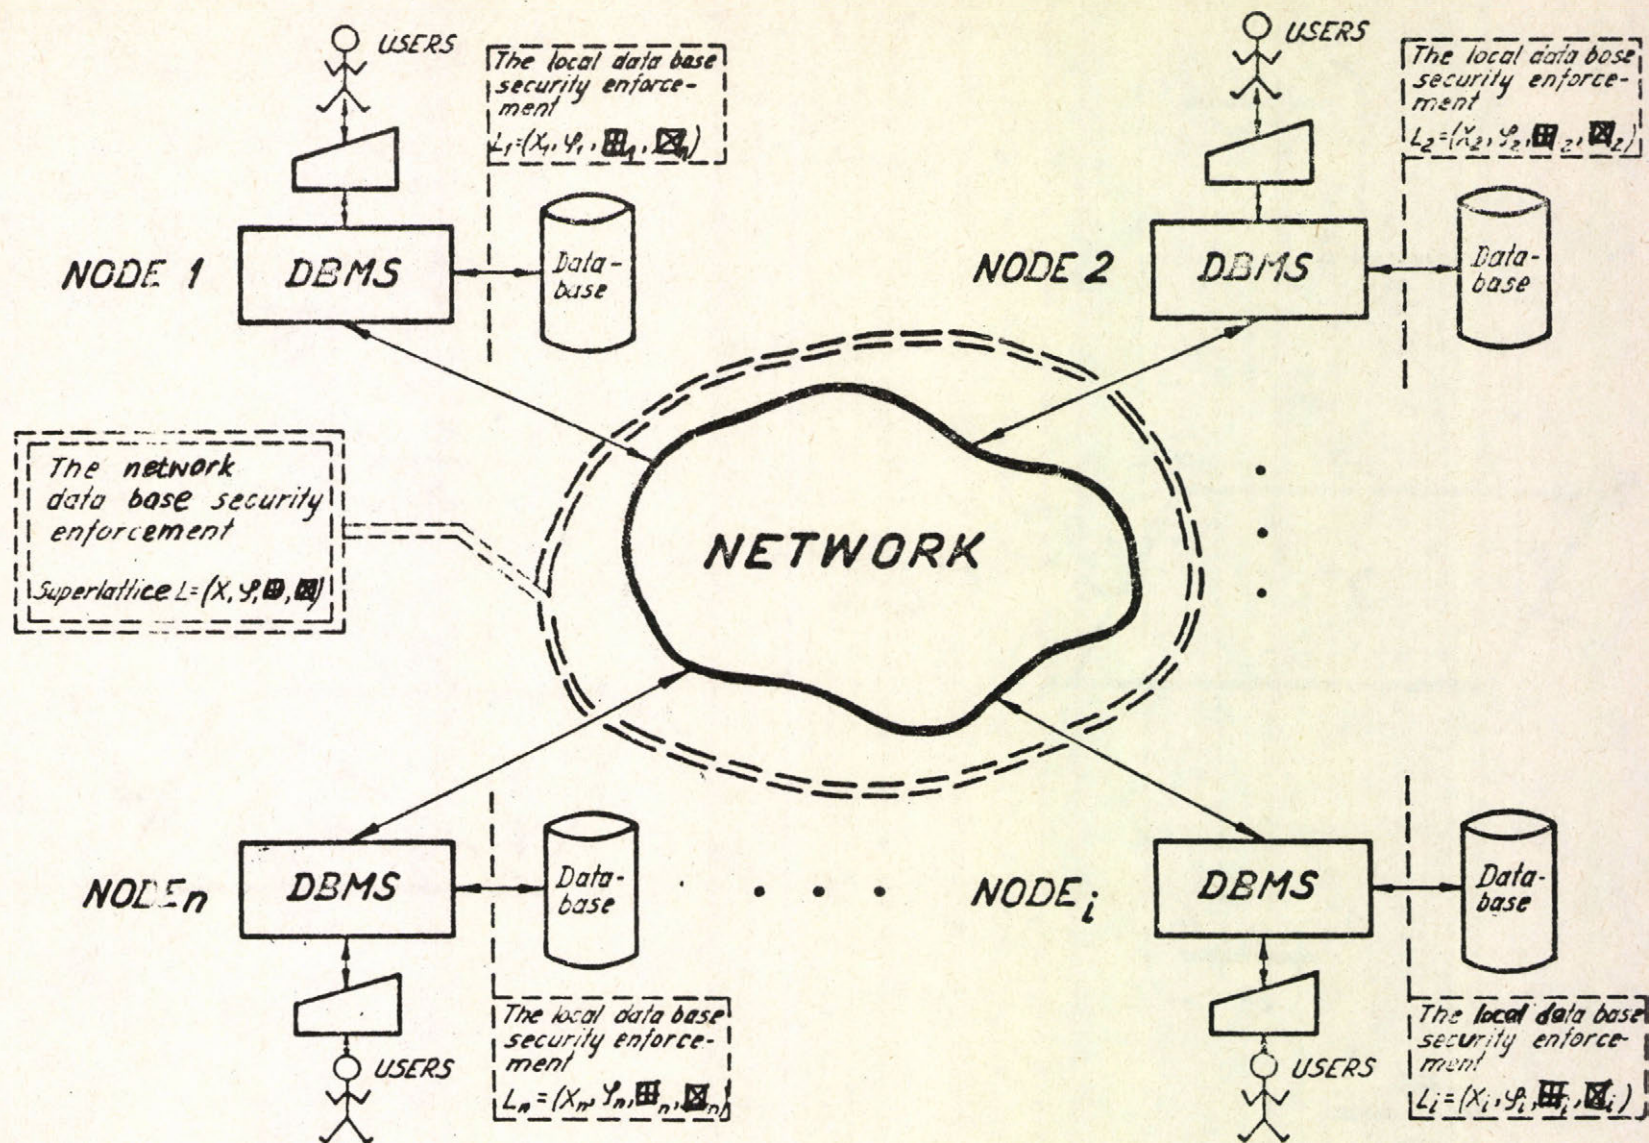 USERS
The local data base
security enforce-
ment
L₁=(X₁, φ₁, ⊞₁, ⊠₁)
NODE 1
DBMS
Data-
base
USERS
The local data base
security enforce-
ment
L₂=(X₂, φ₂, ⊞₂, ⊠₂)
NODE 2
DBMS
Data-
base
The network
data base security
enforcement
Superlattice L=(X, φ, ⊞, ⊠)
NETWORK
NODEₙ
DBMS
Data-
base
USERS
The local data base
security enforce-
ment
Lₙ=(Xₙ, φₙ, ⊞ₙ, ⊠ₙ)
NODEᵢ
DBMS
Data-
base
USERS
The local data base
security enforce-
ment
Lᵢ=(Xᵢ, φᵢ, ⊞ᵢ, ⊠ᵢ)